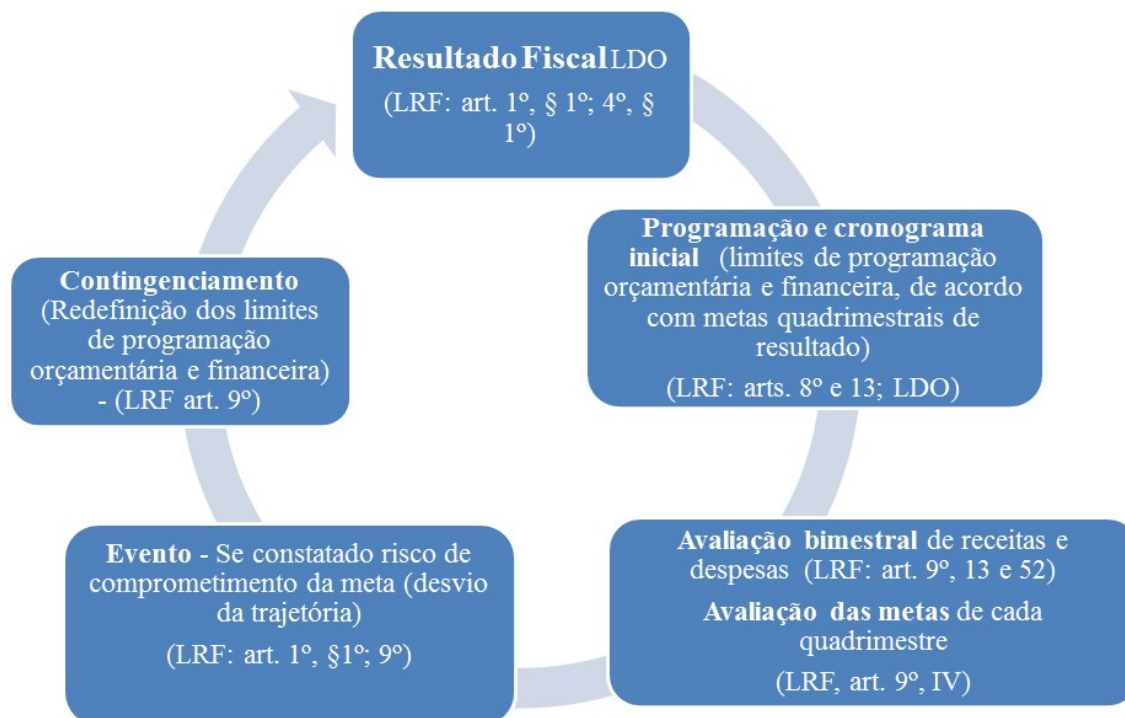 Resultado Fiscal LDO
(LRF: art. 1º, § 1º; 4º, §
1º)
Programação e cronograma
inicial (limites de programação
orçamentária e financeira, de acordo
com metas quadrimestrais de
resultado)
(LRF: arts. 8º e 13; LDO)
Avaliação bimestral de receitas e
despesas (LRF: art. 9º, 13 e 52)
Avaliação das metas de cada
quadrimestre
(LRF, art. 9º, IV)
Evento - Se constatado risco de
comprometimento da meta (desvio
da trajetória)
(LRF: art. 1º, §1º; 9º)
Contingenciamento
(Redefinição dos limites
de programação
orçamentária e financeira)
- (LRF art. 9º)